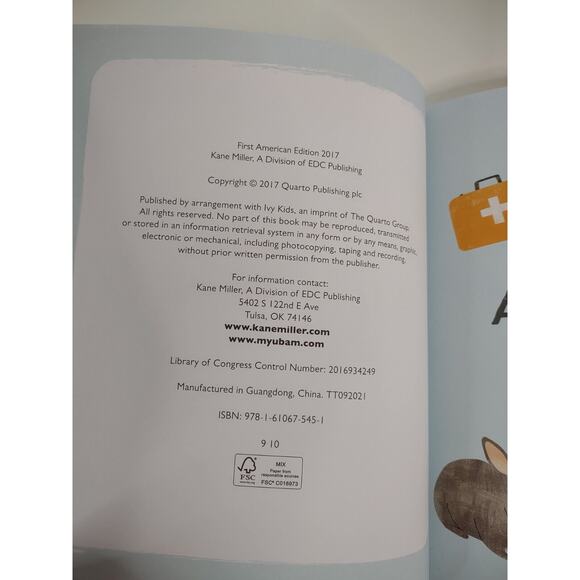 First American Edition 2017
Kane Miller, A Division of EDC Publishing
Copyright © 2017 Quarto Publishing plc
Published by arrangement with Ivy Kids, an imprint of The Quarto Group.
All rights reserved. No part of this book may be reproduced, transmitted
or stored in an information retrieval system in any form or by any means, graphic,
electronic or mechanical, including photocopying, taping and recording,
without prior written permission from the publisher.
For information contact:
Kane Miller, A Division of EDC Publishing
5402 S 122nd E Ave
Tulsa, OK 74146
www.kanemiller.com
www.myubam.com
Library of Congress Control Number: 2016934249
Manufactured in Guangdong, China. TT092021
ISBN: 978-1-61067-545-1
9 10
FSC
MIX
Paper from
responsible sources
FSC® C018973
A